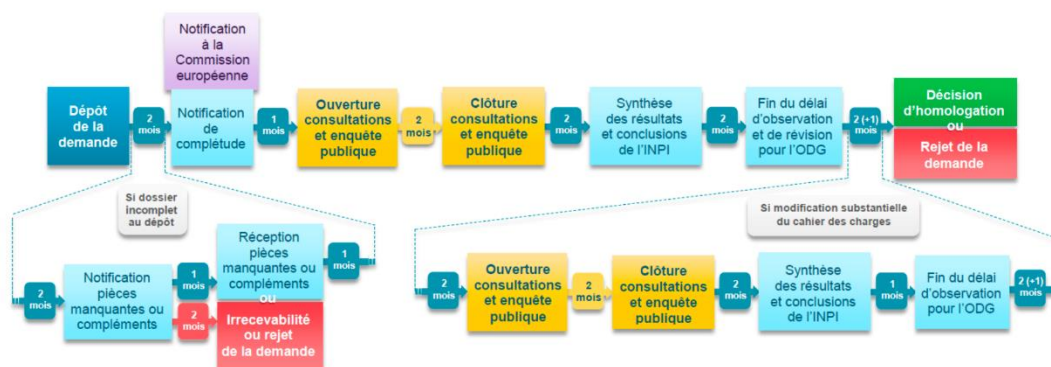 Notification
à la
Commission
européenne
Dépôt
de la
demande
2
mois
Notification
de
complétude
1
mois
Ouverture
consultations
et enquête
publique
2
mois
Clôture
consultations
et enquête
publique
2
mois
Synthèse
des résultats
et conclusions
de l'INPI
2
mois
Fin du délai
d'observation
et de révision
pour l'ODG
2 (+1)
mois
Décision
d'homologation
ou
Rejet de la
demande
Si dossier
incomplet
au dépôt
2
mois
Notification
pièces
manquantes ou
compléments
1
mois
Réception
pièces
manquantes ou
compléments
1
mois
ou
2
mois
Irrecevabilité
ou rejet
de la demande
Si modification substantielle
du cahier des charges
2
mois
Ouverture
consultations
et enquête
publique
2
mois
Clôture
consultations
et enquête
publique
2
mois
Synthèse
des résultats
et conclusions
de l'INPI
1
mois
Fin du délai
d'observation
pour l'ODG
2 (+1)
mois